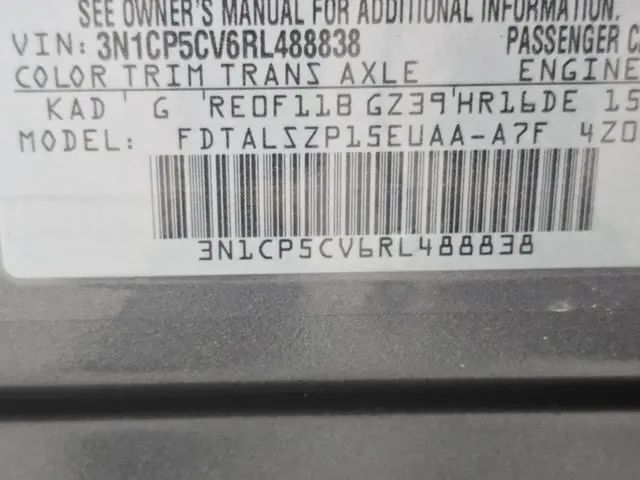 SEE OWNER'S MANUAL FOR ADDITIONAL INFORMATION.
VIN: 3N1CP5CV6RL488838 PASSENGER C
COLOR TRIM TRANS AXLE ENGINE
KAD G RE0F11B GZ39 HR16DE 15
MODEL: FDTALSZP15EUAA-A7F 4Z0
3N1CP5CV6RL488838